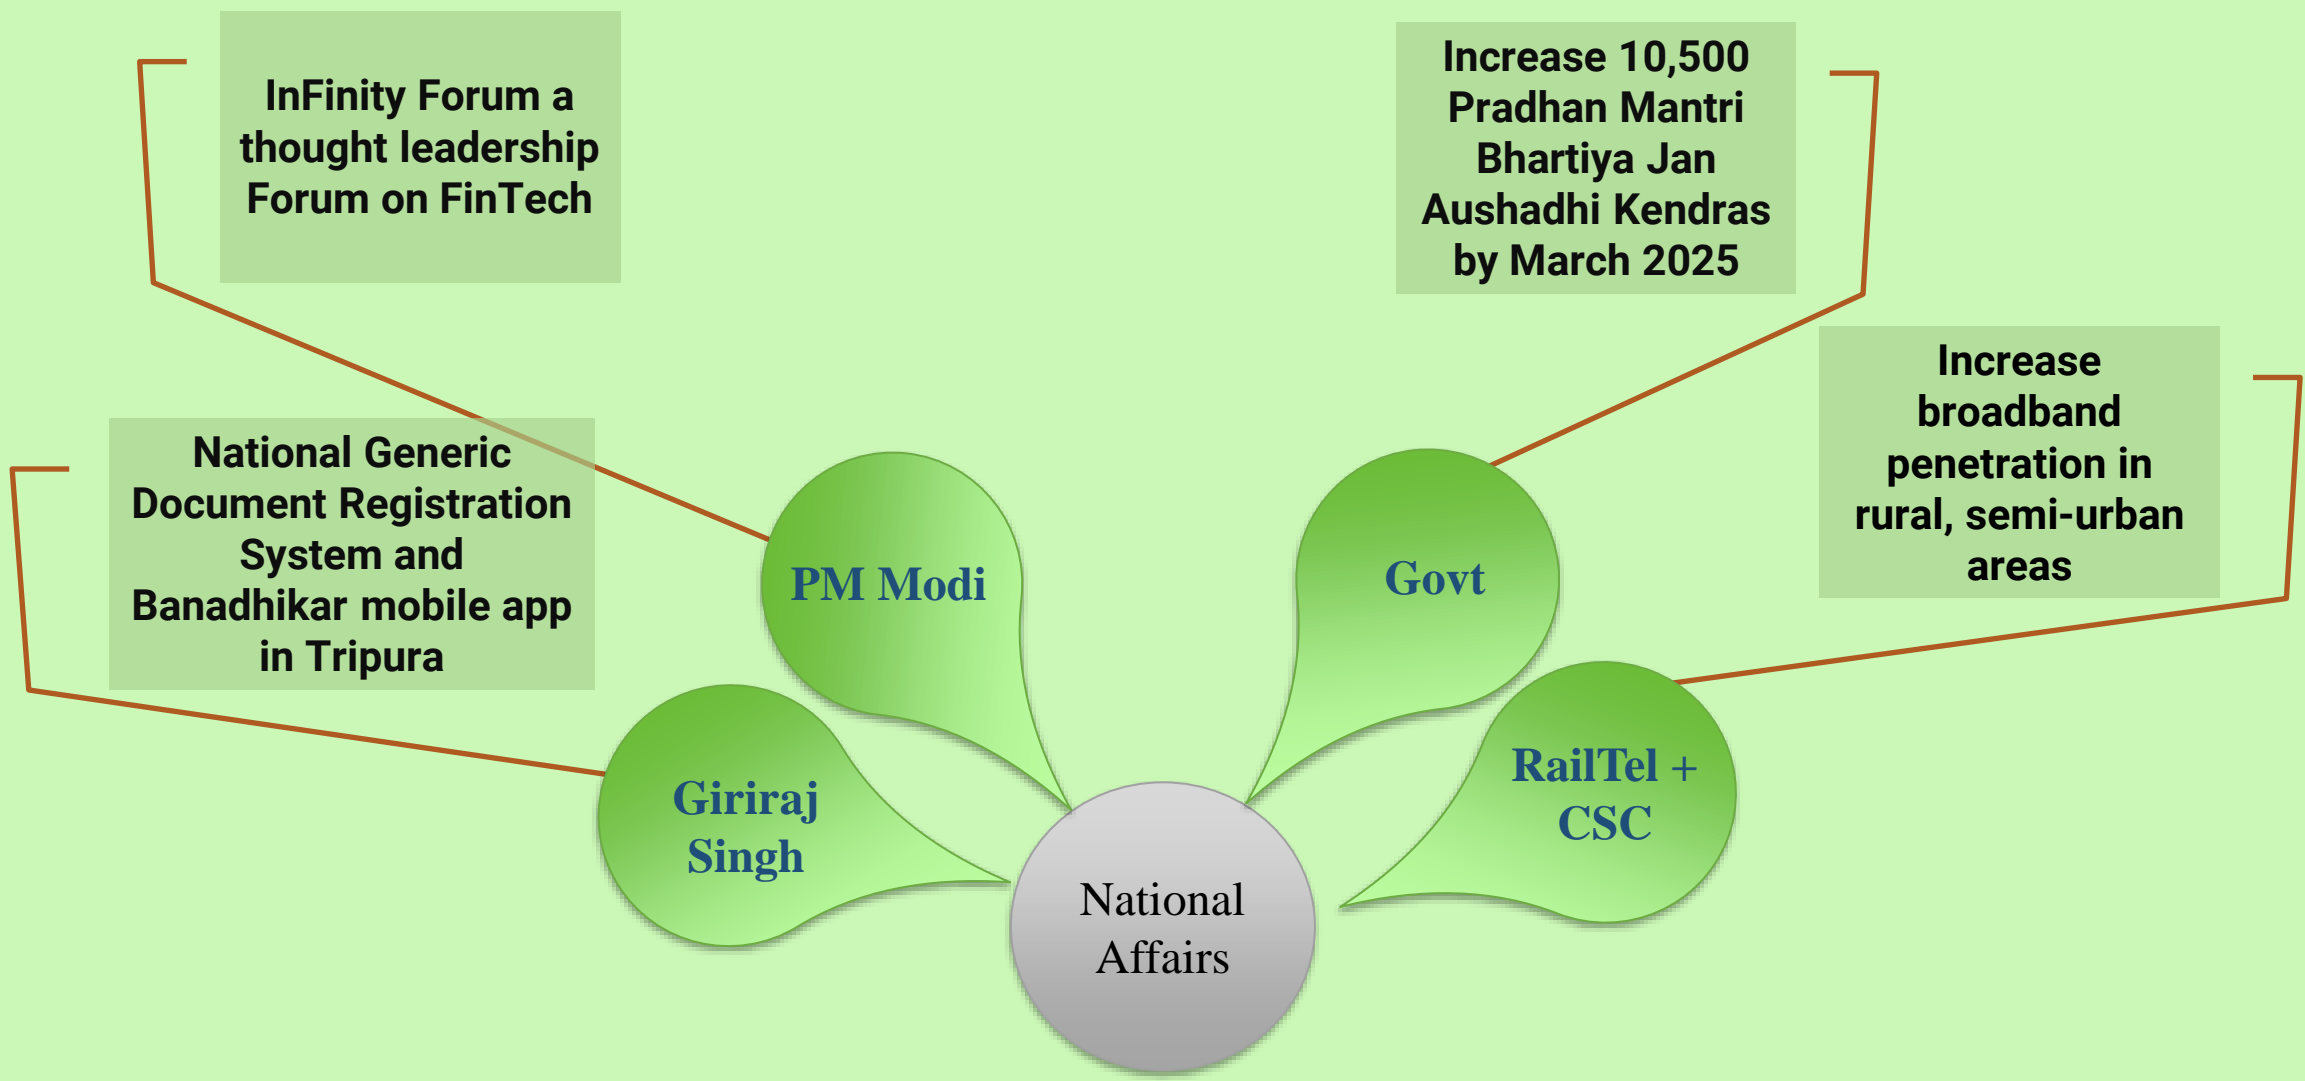 InFinity Forum a
thought leadership
Forum on FinTech
Increase 10,500
Pradhan Mantri
Bhartiya Jan
Aushadhi Kendras
by March 2025
National Generic
Document Registration
System and
Banadhikar mobile app
in Tripura
Increase
broadband
penetration in
rural, semi-urban
areas
PM Modi
Govt
Giriraj
Singh
RailTel +
CSC
National
Affairs